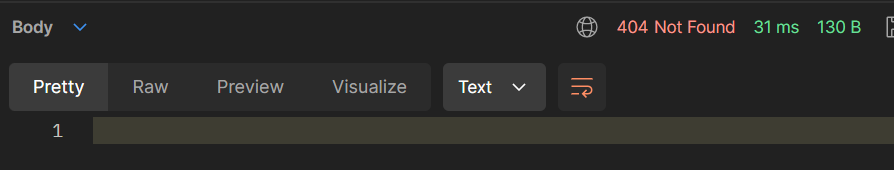 Body 404 Not Found 31 ms 130 B
Pretty Raw Preview Visualize Text
1